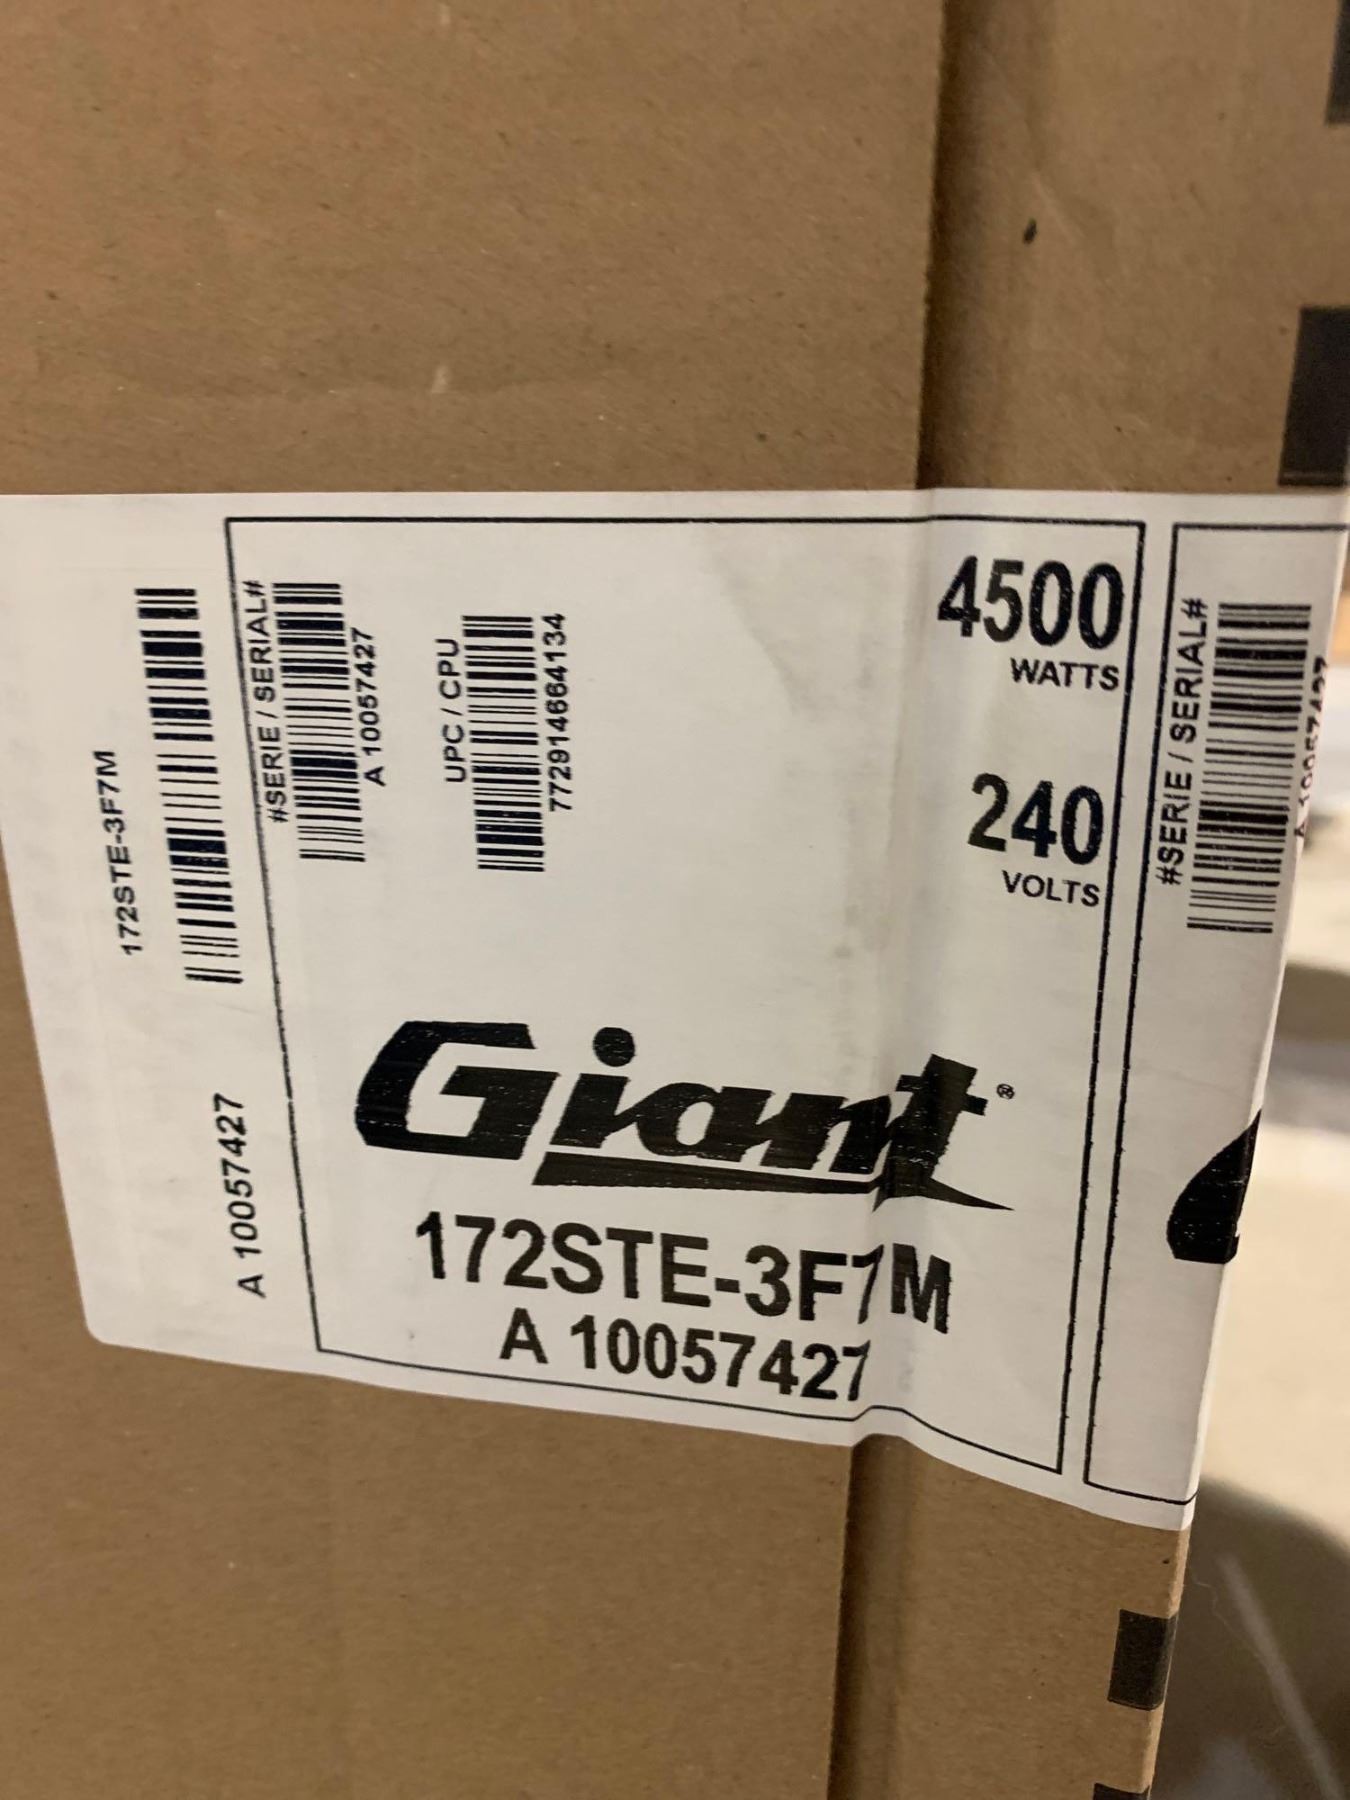 172STE-3F7M
A 10057427
#SERIE / SERIAL#
A 10057427
UPC / CPU
772914664134
4500
WATTS
240
VOLTS
Giant®
172STE-3F7M
A 10057427
#SERIE / SERIAL#
A 10057427